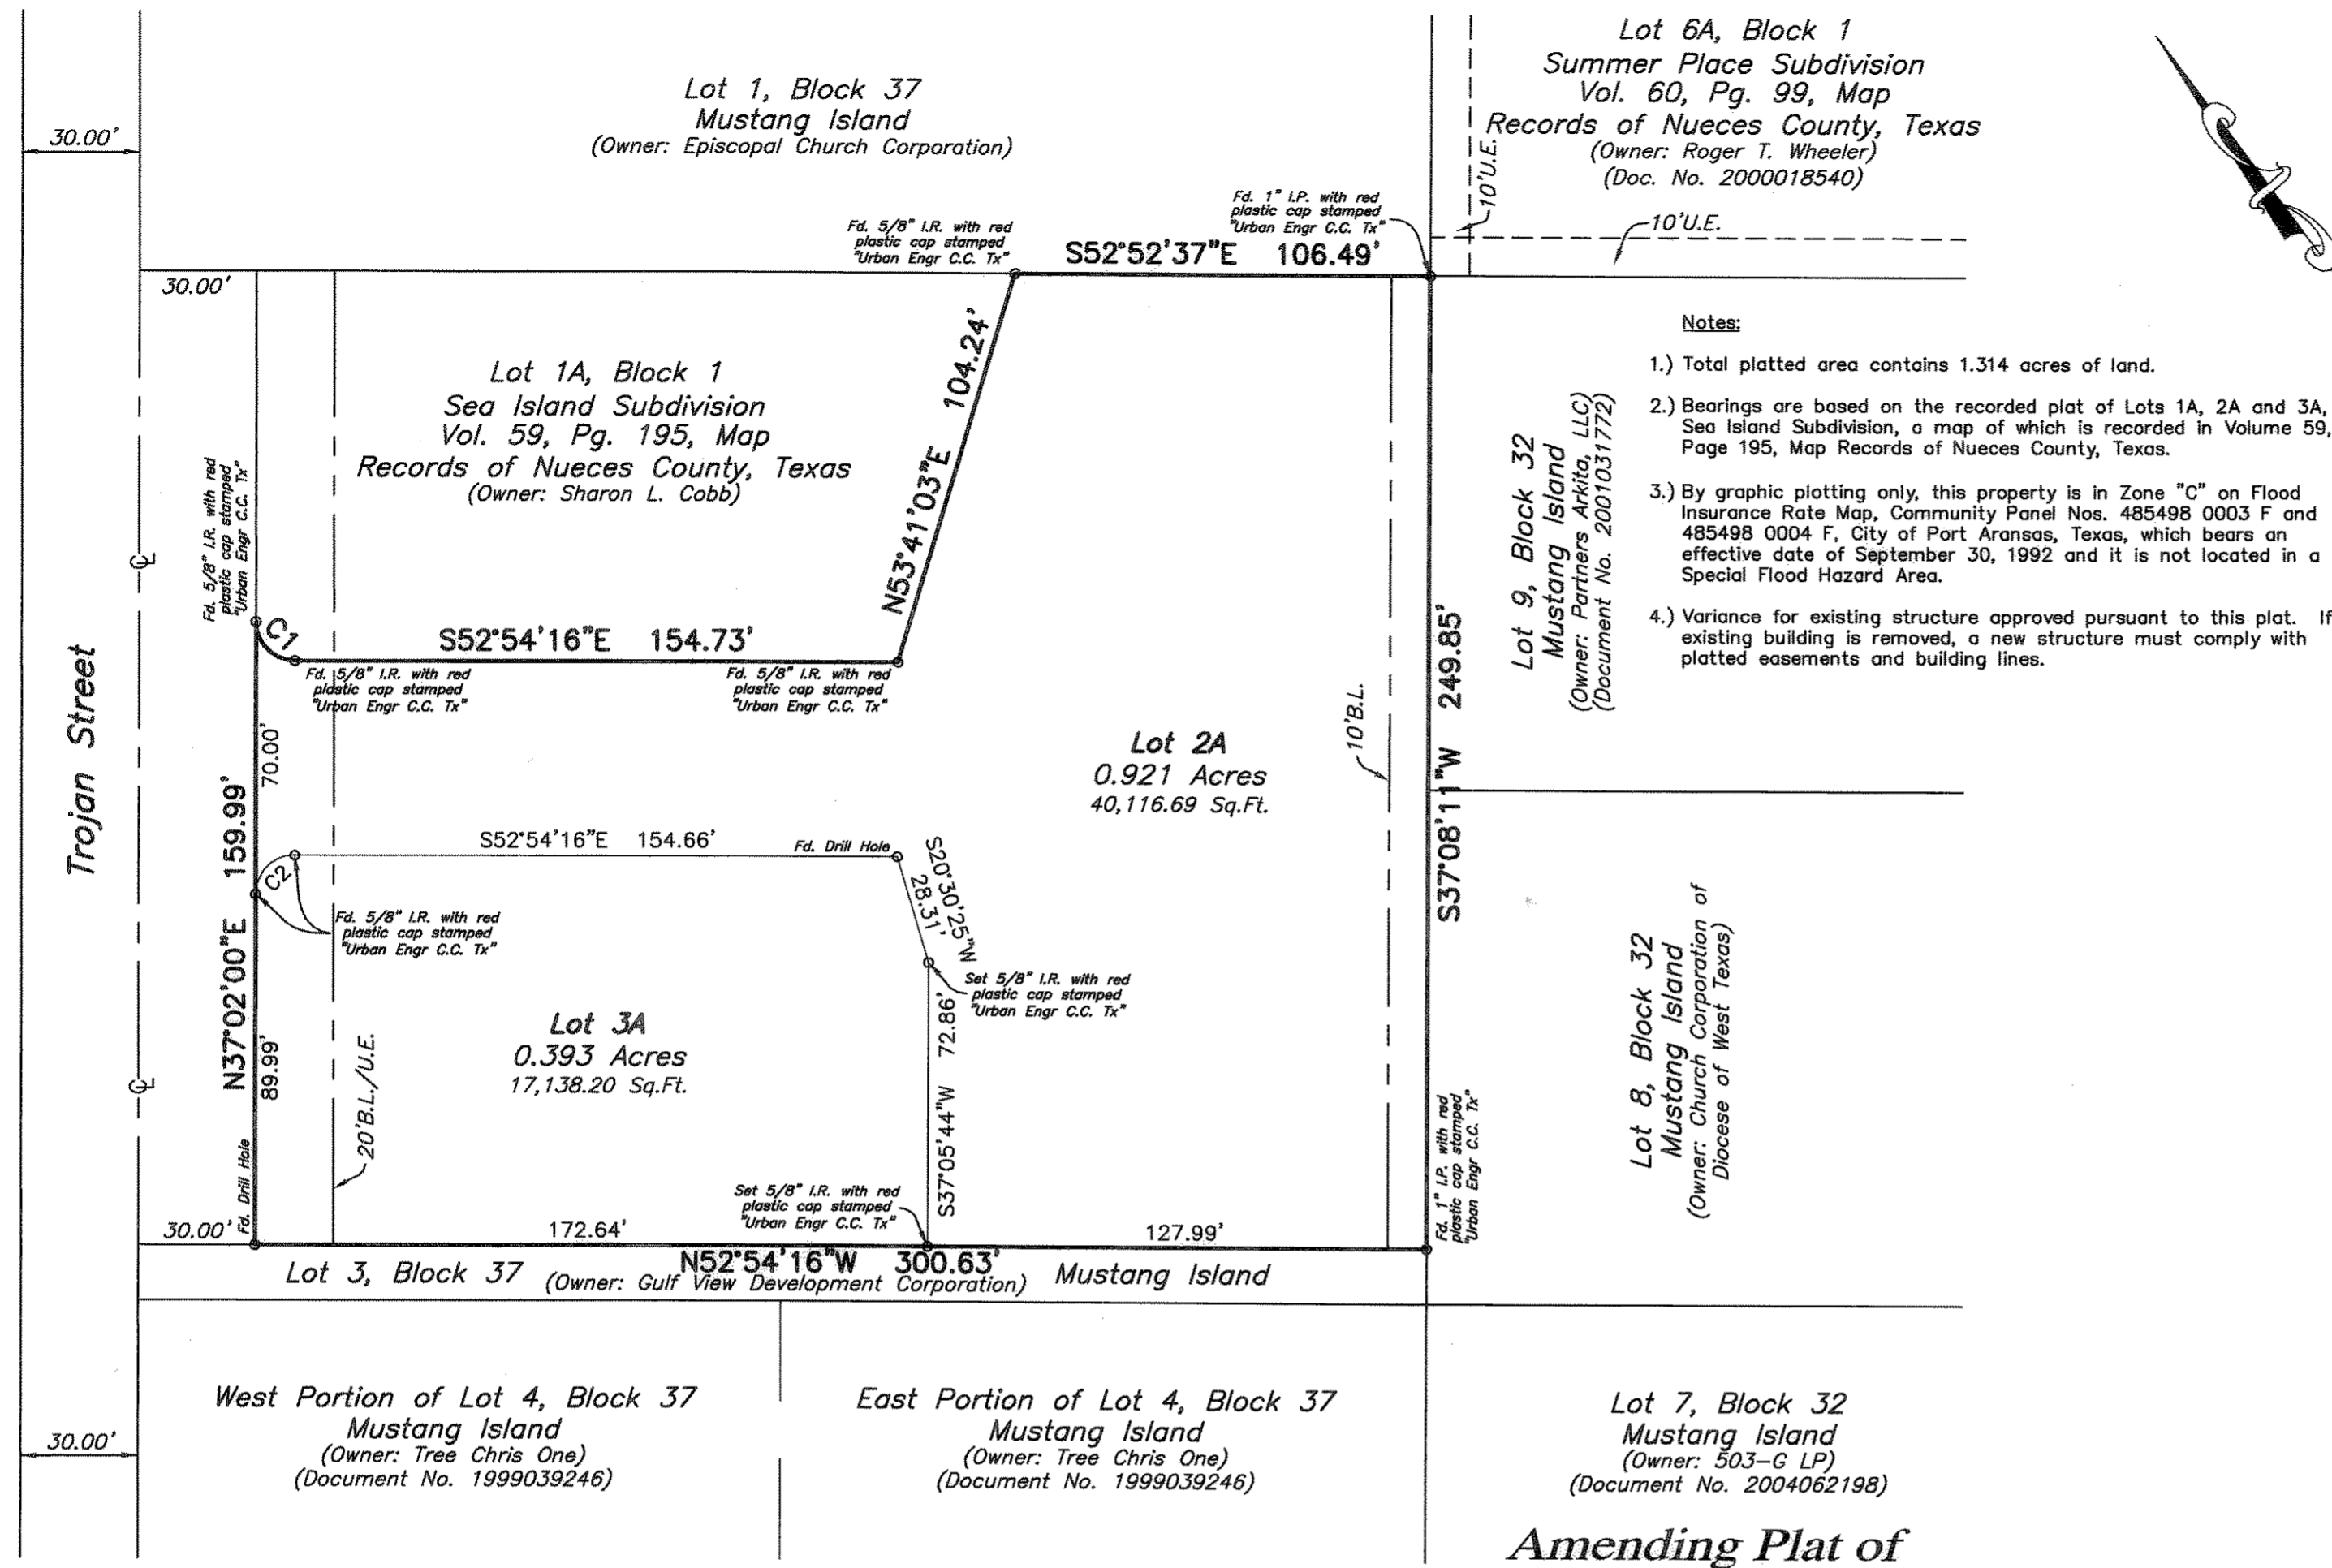 Lot 1, Block 37
Mustang Island
(Owner: Episcopal Church Corporation)
Lot 6A, Block 1
Summer Place Subdivision
Vol. 60, Pg. 99, Map
Records of Nueces County, Texas
(Owner: Roger T. Wheeler)
(Doc. No. 2000018540)
30.00'
10'U.E.
10'U.E.
Fd. 5/8" I.R. with red
plastic cap stamped
"Urban Engr C.C. Tx"
Fd. 1" I.P. with red
plastic cap stamped
"Urban Engr C.C. Tx"
S52°52'37"E 106.49'
30.00'
Lot 1A, Block 1
Sea Island Subdivision
Vol. 59, Pg. 195, Map
Records of Nueces County, Texas
(Owner: Sharon L. Cobb)
N53°41'03"E 104.24'
Notes:
1.) Total platted area contains 1.314 acres of land.
2.) Bearings are based on the recorded plat of Lots 1A, 2A and 3A,
Sea Island Subdivision, a map of which is recorded in Volume 59,
Page 195, Map Records of Nueces County, Texas.
3.) By graphic plotting only, this property is in Zone "C" on Flood
Insurance Rate Map, Community Panel Nos. 485498 0003 F and
485498 0004 F, City of Port Aransas, Texas, which bears an
effective date of September 30, 1992 and it is not located in a
Special Flood Hazard Area.
4.) Variance for existing structure approved pursuant to this plat. If
existing building is removed, a new structure must comply with
platted easements and building lines.
Lot 9, Block 32
Mustang Island
(Owner: Partners Arkita, LLC)
(Document No. 2001031772)
Fd. 5/8" I.R. with red
plastic cap stamped
"Urban Engr C.C. Tx"
CL
C1
S52°54'16"E 154.73'
Fd. 5/8" I.R. with red
plastic cap stamped
"Urban Engr C.C. Tx"
Fd. 5/8" I.R. with red
plastic cap stamped
"Urban Engr C.C. Tx"
Trojan Street
70.00'
N37°02'00"E 159.99'
Lot 2A
0.921 Acres
40,116.69 Sq.Ft.
10'B.L.
S37°08'11"W 249.85'
S52°54'16"E 154.66'
Fd. Drill Hole
C2
S20°30'25"W
28.31'
Fd. 5/8" I.R. with red
plastic cap stamped
"Urban Engr C.C. Tx"
Set 5/8" I.R. with red
plastic cap stamped
"Urban Engr C.C. Tx"
Lot 3A
0.393 Acres
17,138.20 Sq.Ft.
CL
89.99'
20'B.L./U.E.
S37°05'44"W 72.86'
Lot 8, Block 32
Mustang Island
(Owner: Church Corporation of
Diocese of West Texas)
Fd. Drill Hole
Fd. 1" I.P. with red
plastic cap stamped
"Urban Engr C.C. Tx"
Set 5/8" I.R. with red
plastic cap stamped
"Urban Engr C.C. Tx"
30.00'
172.64'
127.99'
N52°54'16"W 300.63'
Lot 3, Block 37 (Owner: Gulf View Development Corporation) Mustang Island
West Portion of Lot 4, Block 37
Mustang Island
(Owner: Tree Chris One)
(Document No. 1999039246)
East Portion of Lot 4, Block 37
Mustang Island
(Owner: Tree Chris One)
(Document No. 1999039246)
Lot 7, Block 32
Mustang Island
(Owner: 503-G LP)
(Document No. 2004062198)
30.00'
Amending Plat of